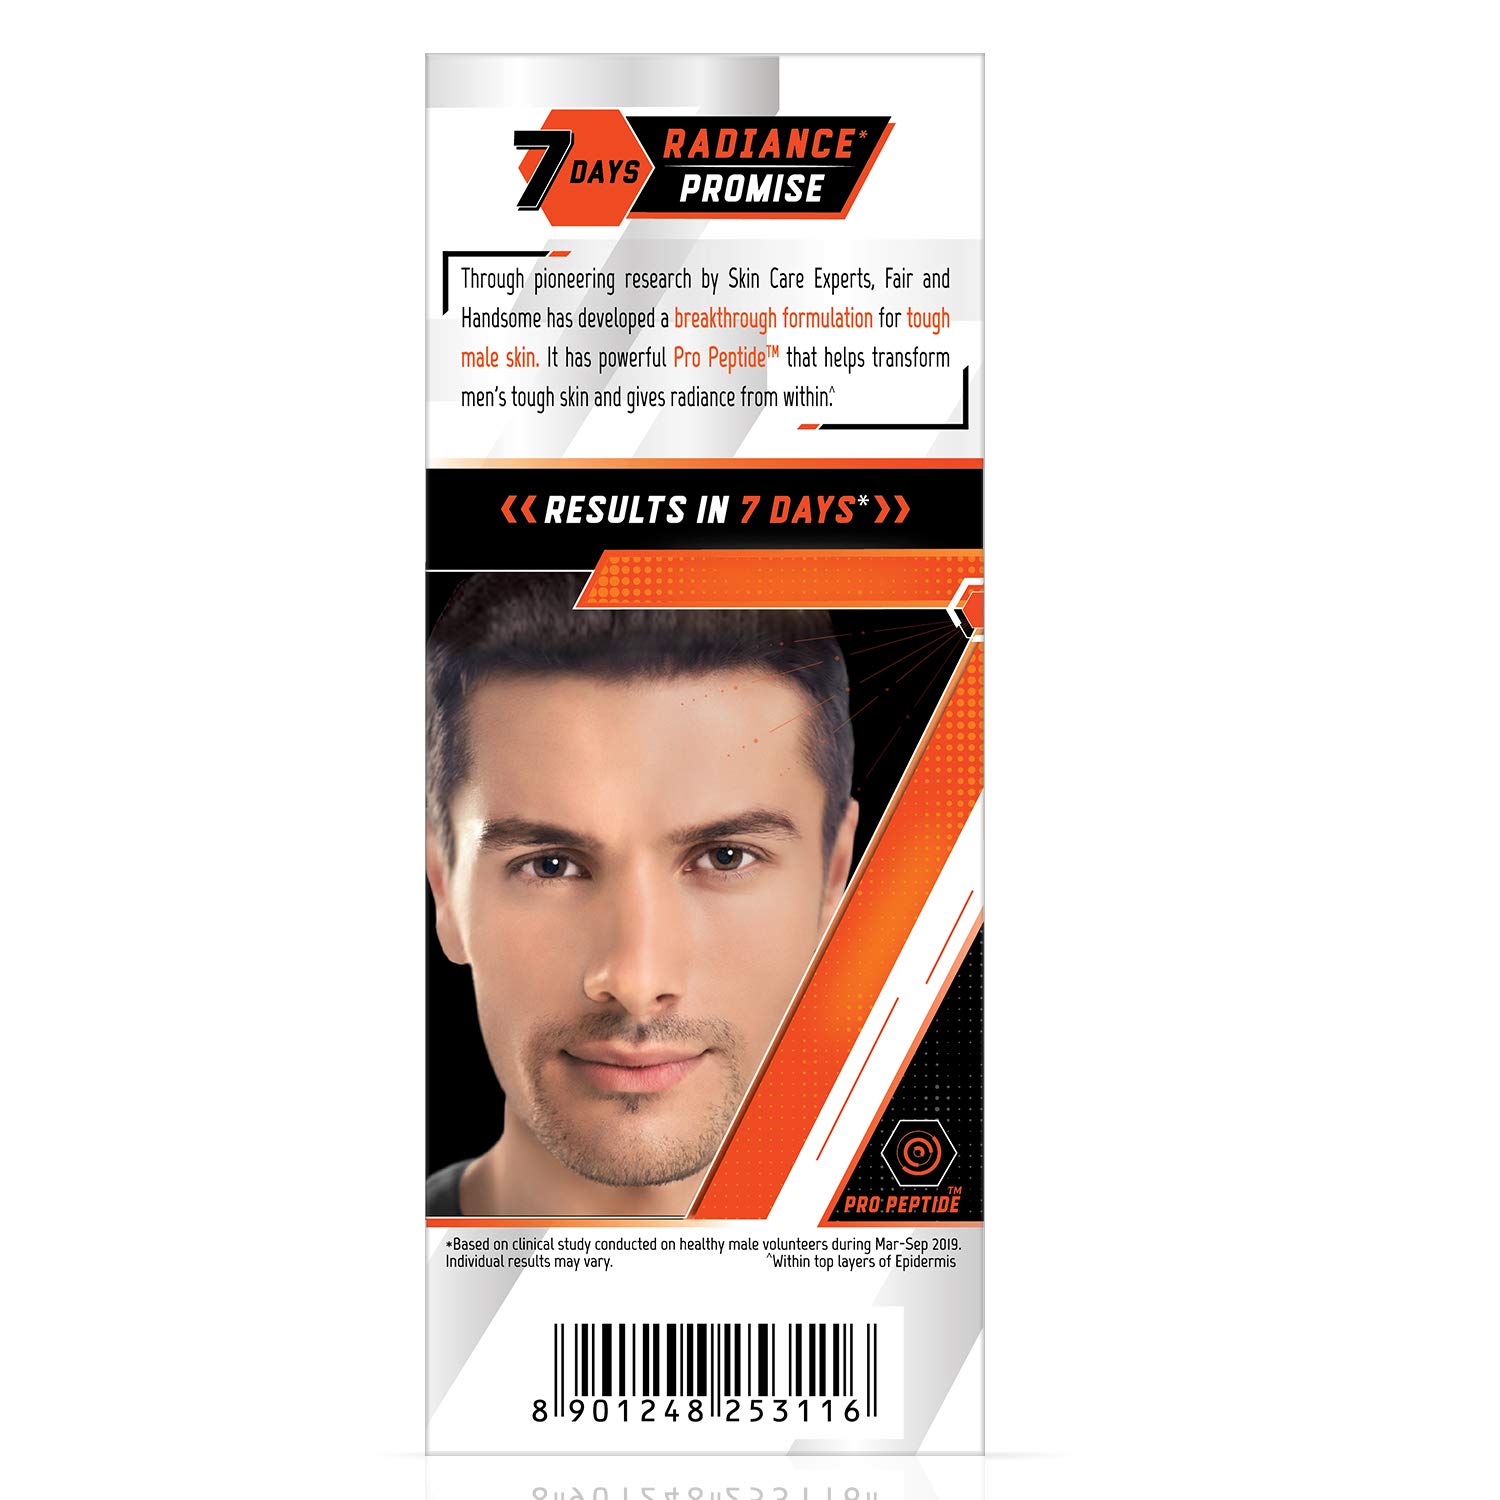 7 DAYS RADIANCE*
PROMISE
Through pioneering research by Skin Care Experts, Fair and
Handsome has developed a breakthrough formulation for tough
male skin. It has powerful Pro Peptide™ that helps transform
men's tough skin and gives radiance from within.^
RESULTS IN 7 DAYS*
PRO PEPTIDE™
*Based on clinical study conducted on healthy male volunteers during Mar-Sep 2019.
Individual results may vary. ^Within top layers of Epidermis
8 901248 253116